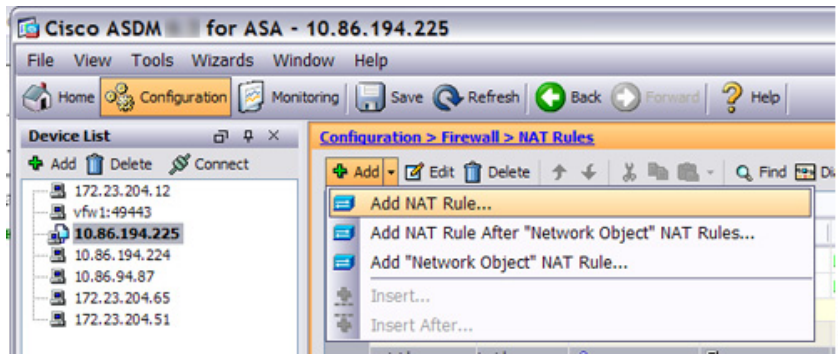 Cisco ASDM for ASA - 10.86.194.225
File View Tools Wizards Window Help
Home Configuration Monitoring Save Refresh Back Forward Help
Device List
Add Delete Connect
172.23.204.12
vfw1:49443
10.86.194.225
10.86.194.224
10.86.94.87
172.23.204.65
172.23.204.51
Configuration > Firewall > NAT Rules
Add Edit Delete Find Di
Add NAT Rule...
Add NAT Rule After "Network Object" NAT Rules...
Add "Network Object" NAT Rule...
Insert...
Insert After...